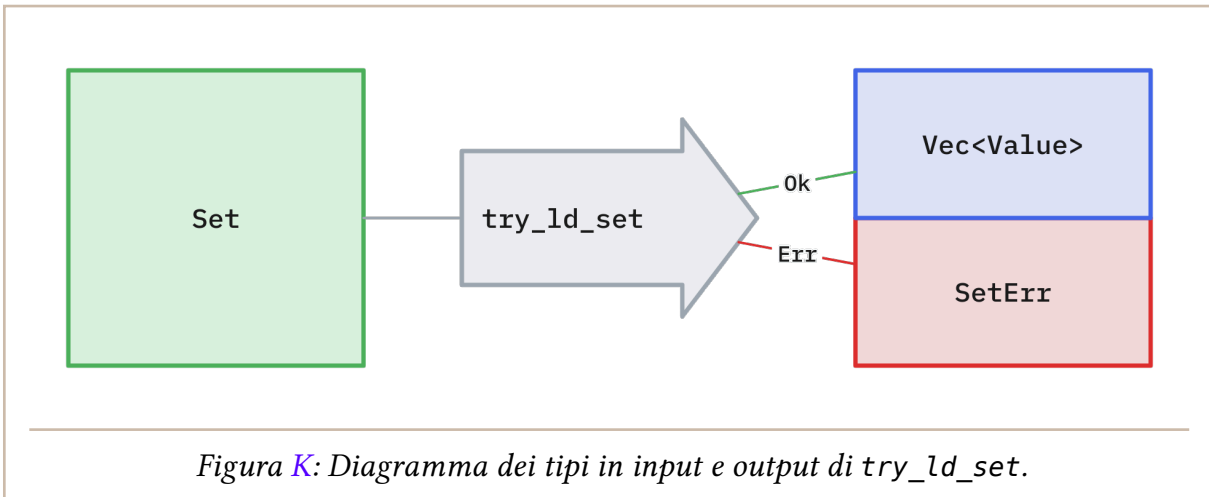 Set
try_ld_set
Ok
Err
Vec<Value>
SetErr
Figura K: Diagramma dei tipi in input e output di try_ld_set.